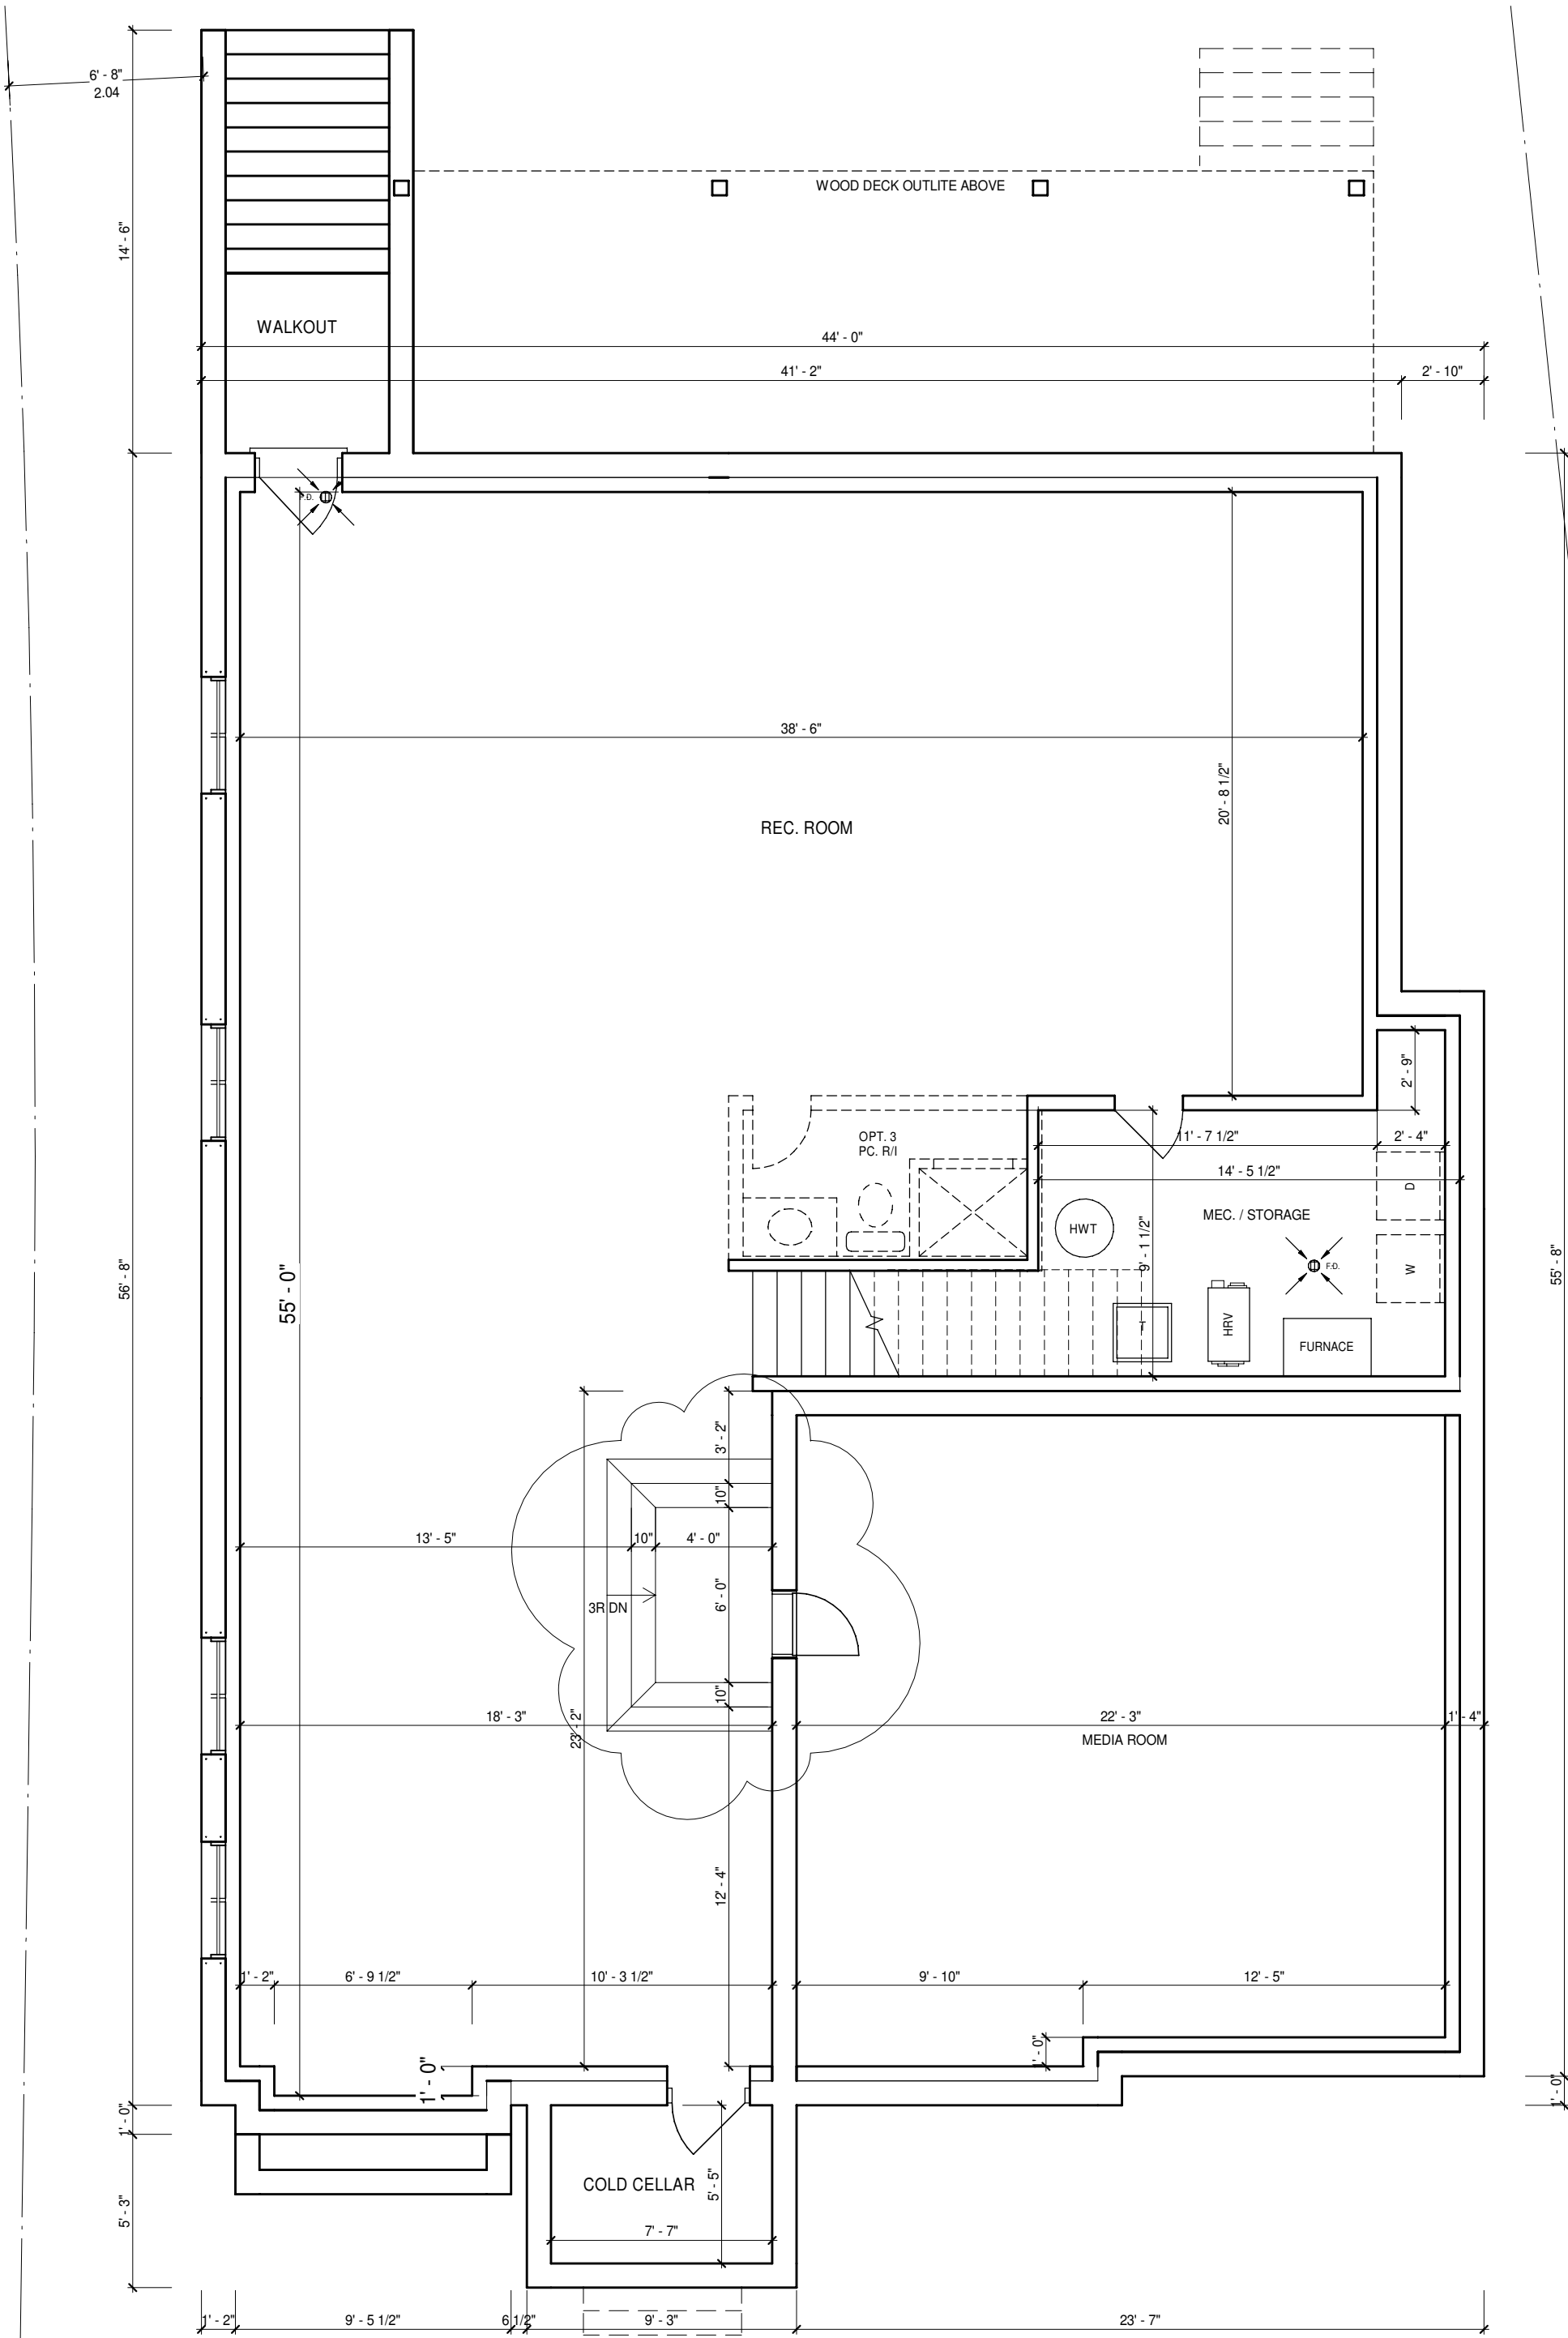 6' - 8"
2.04
WOOD DECK OUTLITE ABOVE
14' - 6"
WALKOUT
44' - 0"
41' - 2"
2' - 10"
F.D.
38' - 6"
20' - 8 1/2"
REC. ROOM
2' - 9"
OPT. 3
PC. R/I
11' - 7 1/2"
2' - 4"
14' - 5 1/2"
D
MEC. / STORAGE
HWT
9' - 1 1/2"
F.D.
W
56' - 8"
55' - 0"
55' - 8"
T
HRV
FURNACE
3' - 2"
10"
13' - 5"
10"
4' - 0"
6' - 0"
3R DN
10"
18' - 3"
23' - 2"
22' - 3"
1' - 4"
MEDIA ROOM
12' - 4"
1' - 2"
6' - 9 1/2"
10' - 3 1/2"
9' - 10"
12' - 5"
1' - 0"
1' - 0"
1' - 0"
1' - 0"
COLD CELLAR
5' - 5"
5' - 3"
7' - 7"
1' - 2"
9' - 5 1/2"
6 1/2"
9' - 3"
23' - 7"